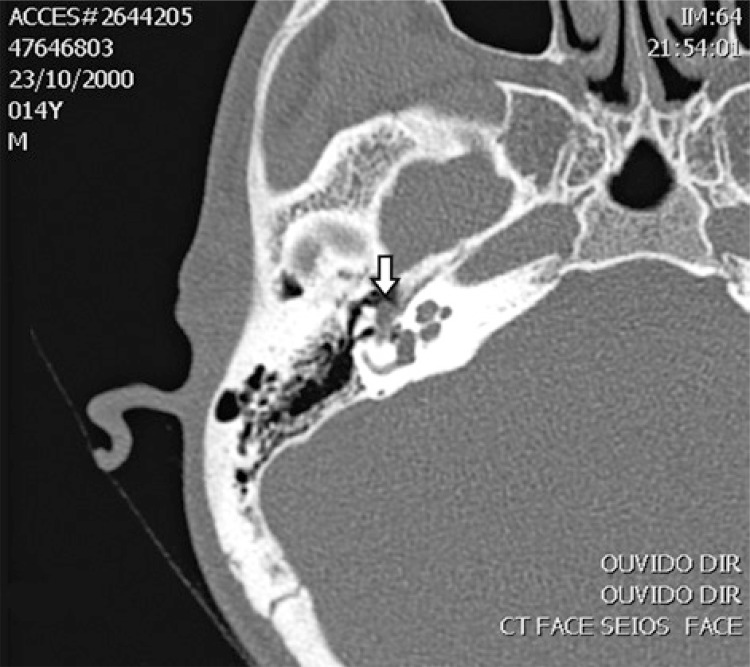 ACCES#2644205
47646803
23/10/2000
014Y
M
IM:64
21:54:01
OUVIDO DIR
OUVIDO DIR
CT FACE SEIOS FACE